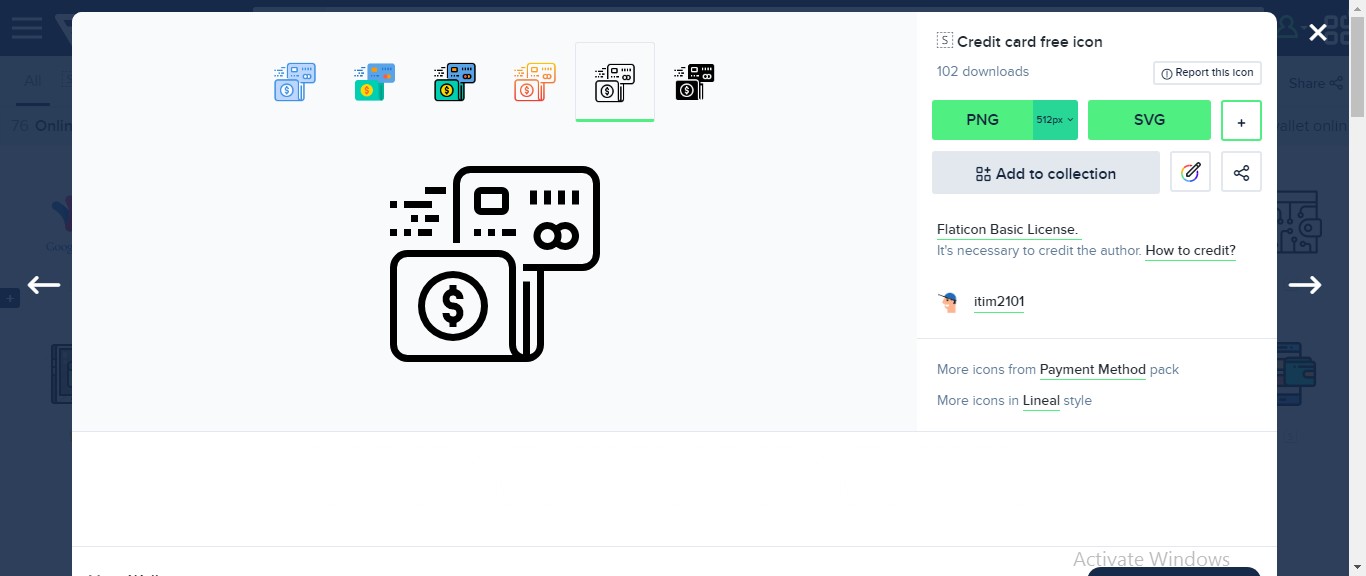 All
Share
76 Onlin
allet onlin
S Credit card free icon
102 downloads
Report this icon
PNG
512px
SVG
+
Add to collection
Flaticon Basic License.
It's necessary to credit the author. How to credit?
$
itim2101
More icons from Payment Method pack
More icons in Lineal style
Activate Windows